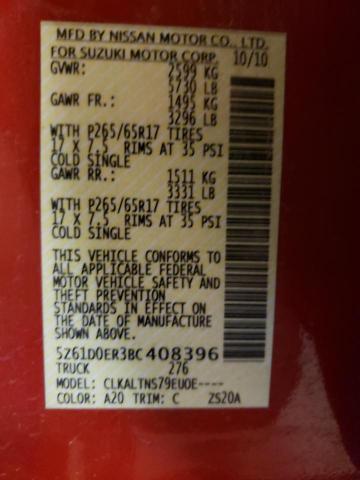 MFD BY NISSAN MOTOR CO., LTD.
FOR SUZUKI MOTOR CORP. 10/10
GVWR: 2599 KG
5730 LB
GAWR FR.: 1495 KG
3296 LB
WITH P265/65R17 TIRES
17 X 7.5 RIMS AT 35 PSI
COLD SINGLE
GAWR RR.: 1511 KG
3331 LB
WITH P265/65R17 TIRES
17 X 7.5 RIMS AT 35 PSI
COLD SINGLE
THIS VEHICLE CONFORMS TO
ALL APPLICABLE FEDERAL
MOTOR VEHICLE SAFETY AND
THEFT PREVENTION
STANDARDS IN EFFECT ON
THE DATE OF MANUFACTURE
SHOWN ABOVE.
5Z61D0ER3BC408396
TRUCK 276
MODEL: CLKALTNS79EUOE----
COLOR: A20 TRIM: C ZS20A